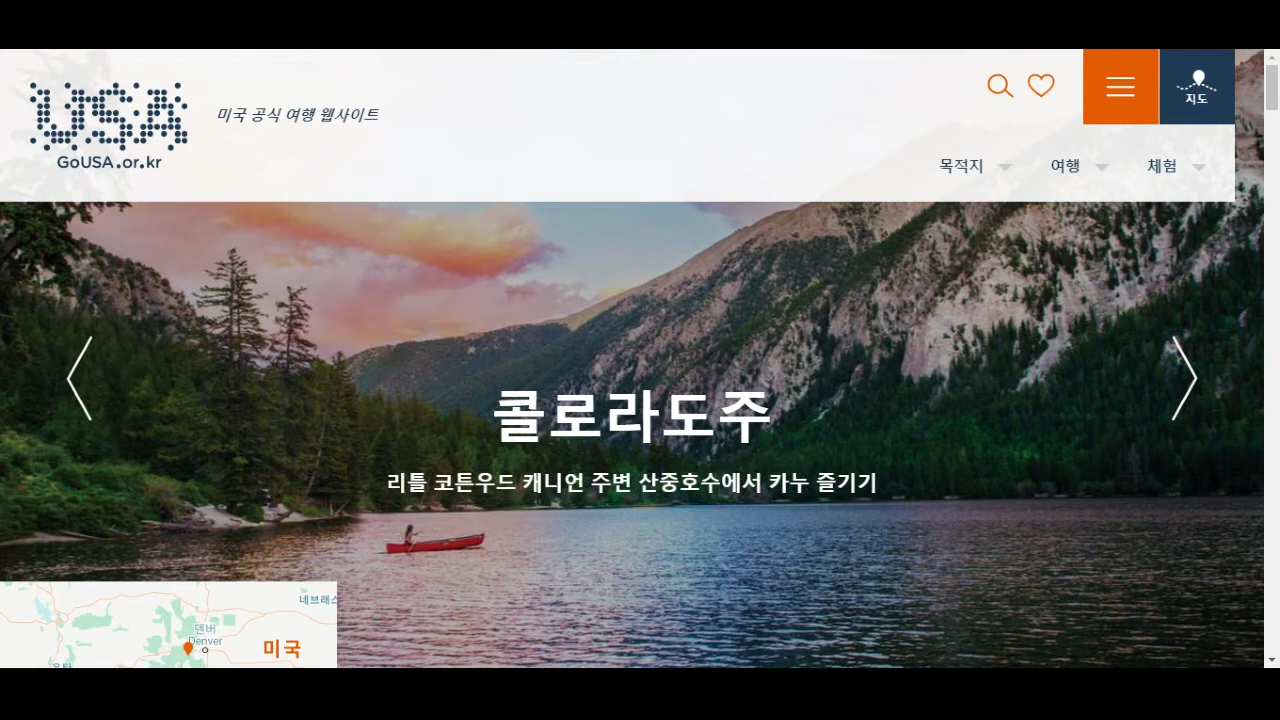 USA
GoUSA.or.kr
미국 공식 여행 웹사이트
지도
목적지
여행
체험
콜로라도주
리틀 코튼우드 캐니언 주변 산중호수에서 카누 즐기기
네브래스
덴버
Denver
미국